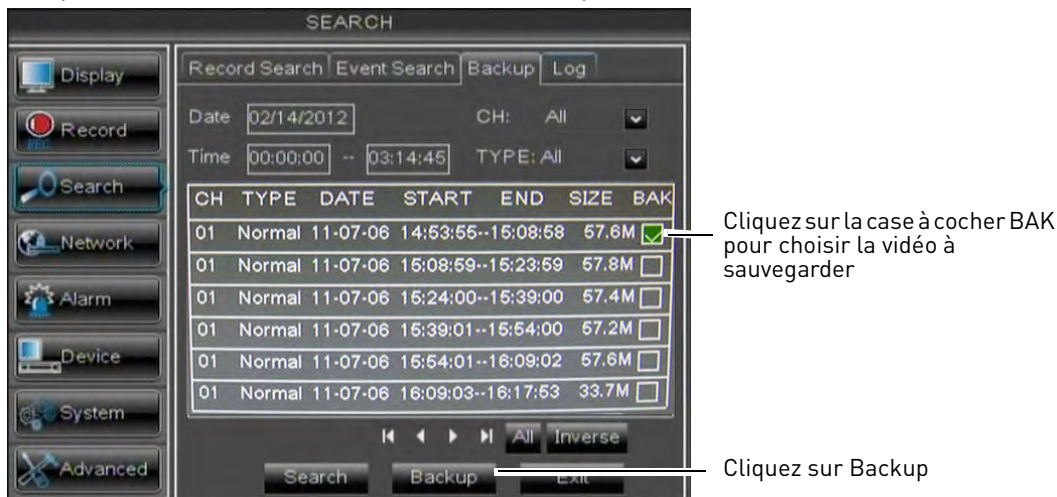 SEARCH
Display
Record
REC
Search
Network
Alarm
Device
System
Advanced
Record Search Event Search Backup Log
Date 02/14/2012 CH: All
Time 00:00:00 -- 03:14:45 TYPE: All
CH TYPE DATE START END SIZE BAK
01 Normal 11-07-06 14:53:55--15:08:58 57.6M
01 Normal 11-07-06 15:08:59--15:23:59 57.8M
01 Normal 11-07-06 15:24:00--15:39:00 57.4M
01 Normal 11-07-06 15:39:01--15:54:00 57.2M
01 Normal 11-07-06 15:54:01--16:09:02 57.6M
01 Normal 11-07-06 16:09:03--16:17:53 33.7M
All Inverse
Search Backup Exit
Cliquez sur la case à cocher BAK
pour choisir la vidéo à
sauvegarder
Cliquez sur Backup